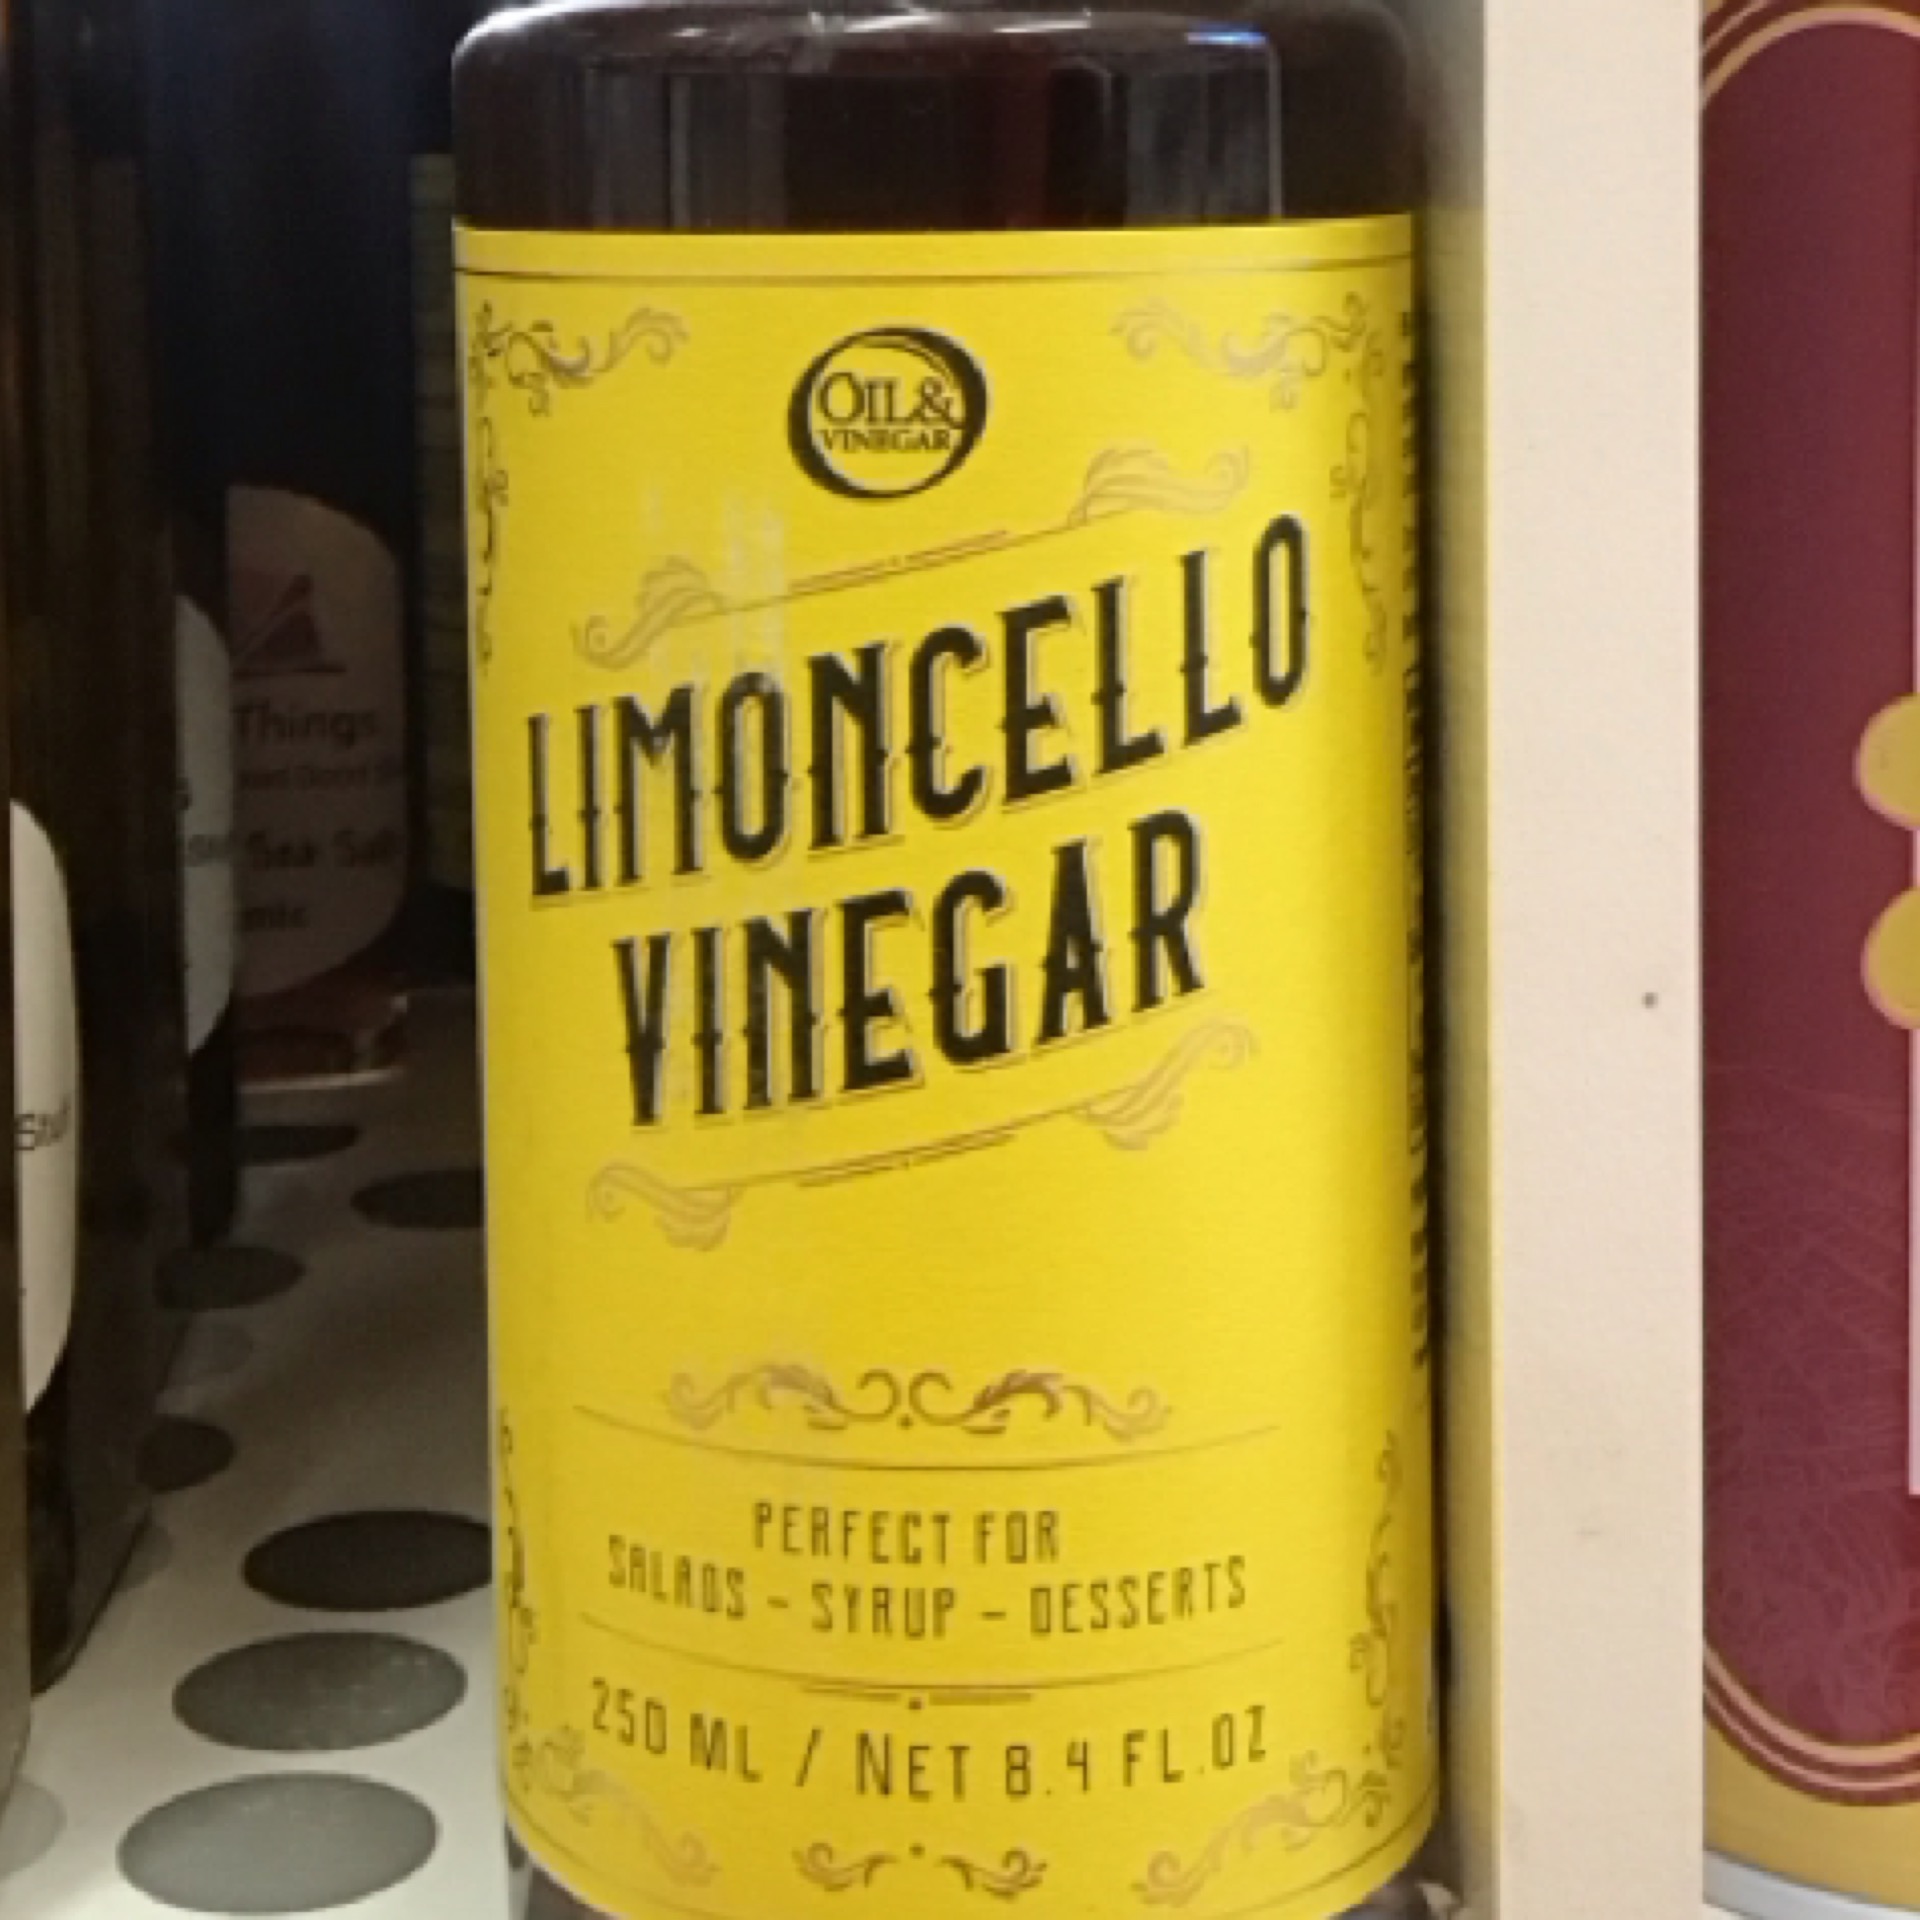 OIL&
VINEGAR
LIMONCELLO
VINEGAR
PERFECT FOR
SALADS - SYRUP - DESSERTS
250 ML / NET 8.4 FL.OZ
Things
Sea Salt
mix